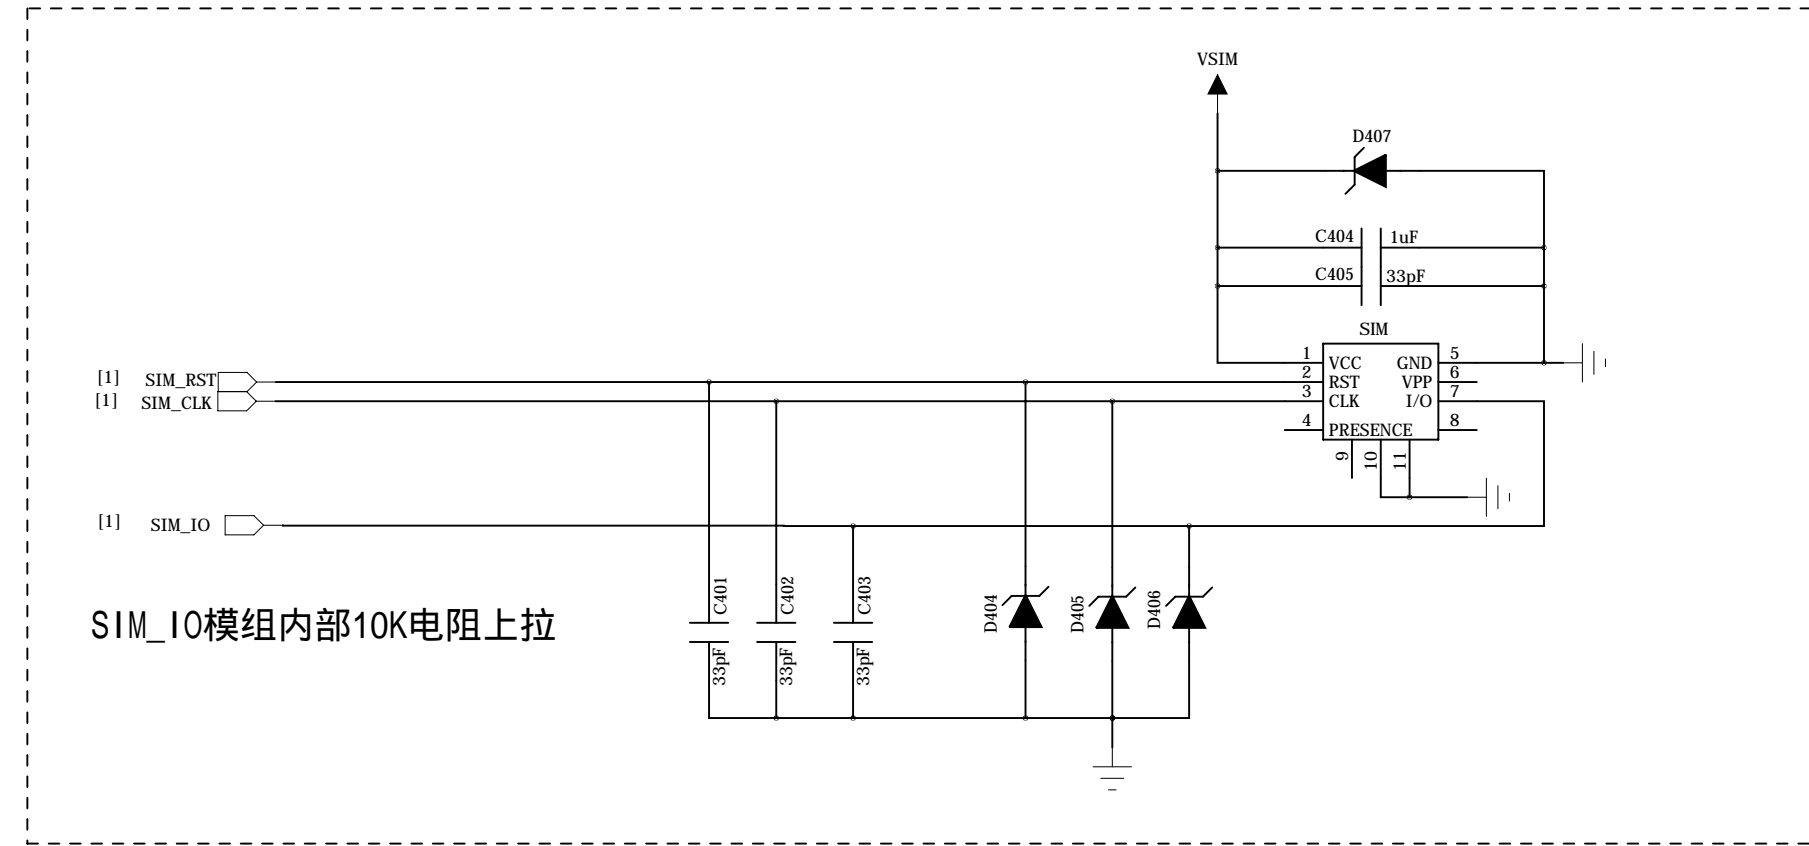 VSIM
D407
C404 1uF
C405 33pF
SIM
1 VCC GND 5
[1] SIM_RST 2 RST VPP 6
[1] SIM_CLK 3 CLK I/O 7
4 PRESENCE 8
9 10 11
[1] SIM_IO
C401 C402 C403
D404 D405 D406
SIM_IO模组内部10K电阻上拉
33pF 33pF 33pF